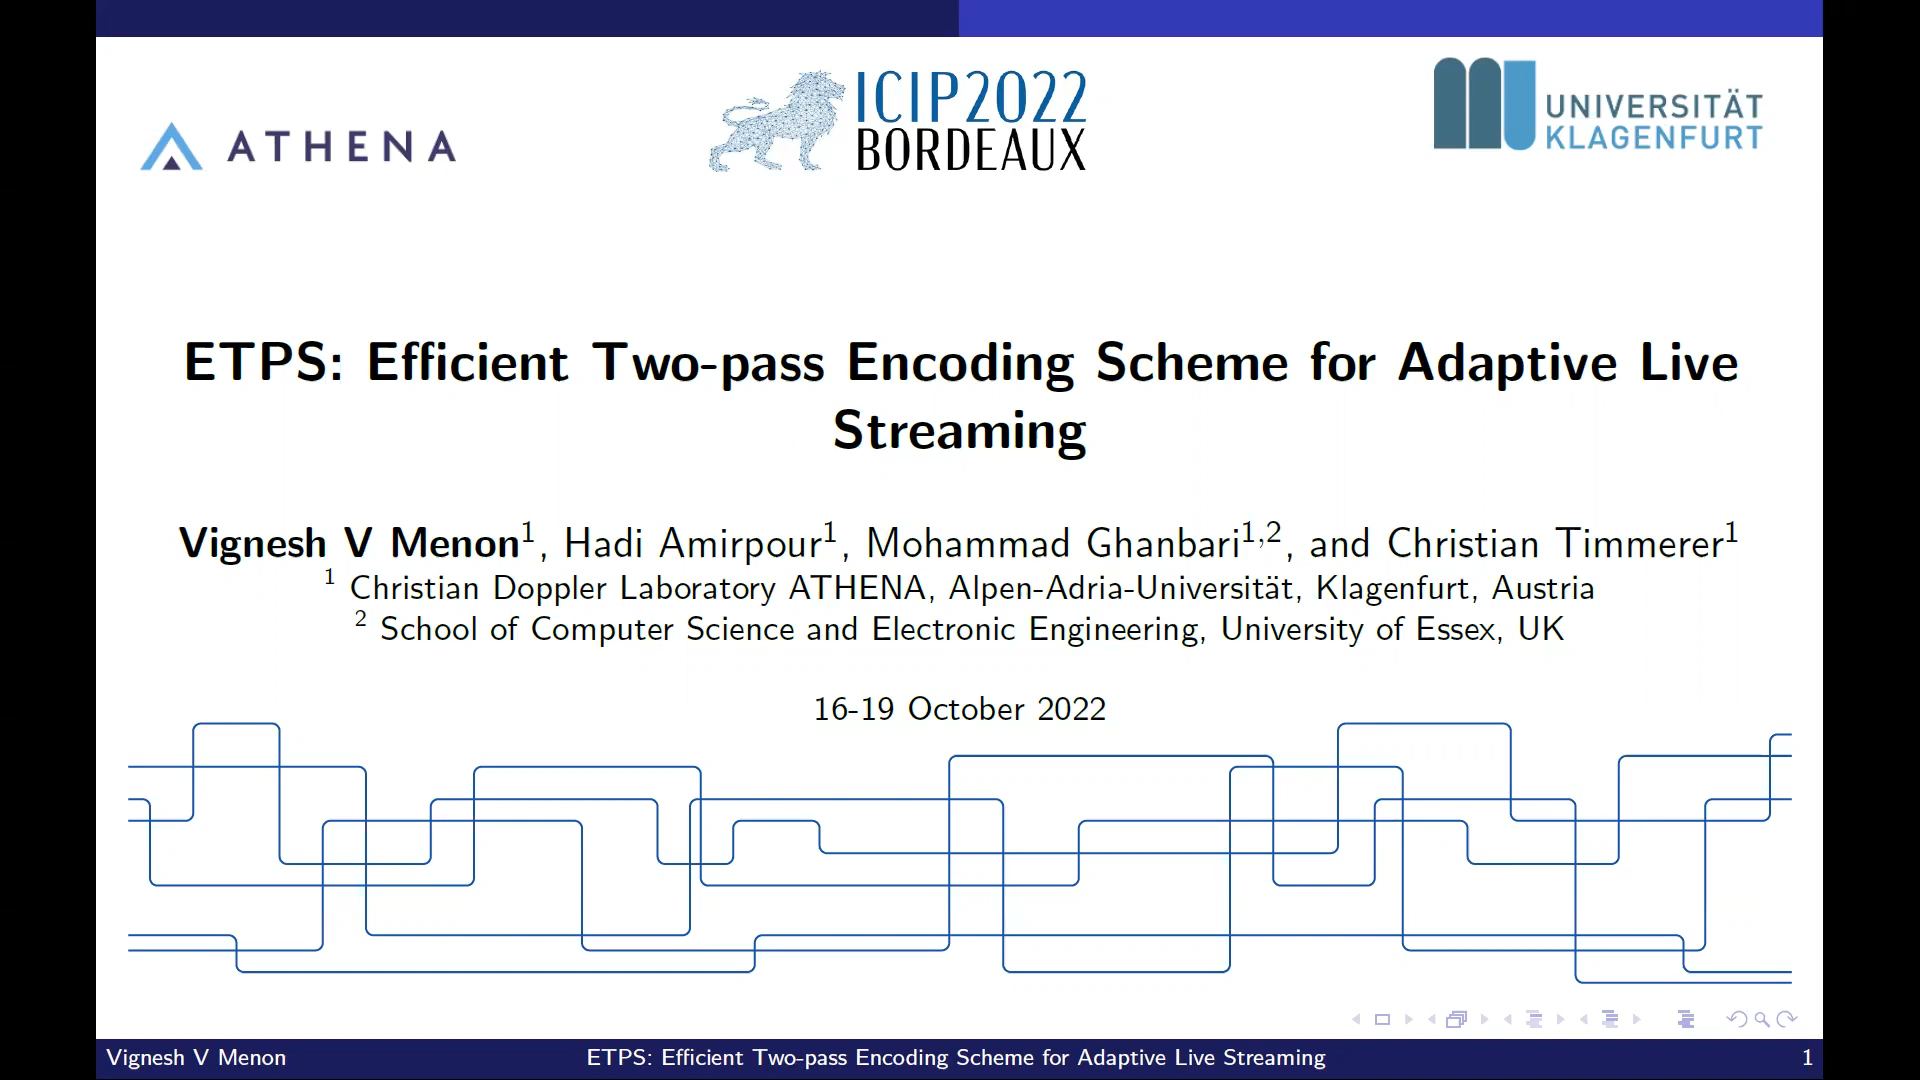 ATHENA
ICIP2022
BORDEAUX
UNIVERSITÄT
KLAGENFURT
ETPS: Efficient Two-pass Encoding Scheme for Adaptive Live
Streaming
Vignesh V Menon¹, Hadi Amirpour¹, Mohammad Ghanbari¹,², and Christian Timmerer¹
¹ Christian Doppler Laboratory ATHENA, Alpen-Adria-Universität, Klagenfurt, Austria
² School of Computer Science and Electronic Engineering, University of Essex, UK
16-19 October 2022
Vignesh V Menon ETPS: Efficient Two-pass Encoding Scheme for Adaptive Live Streaming 1